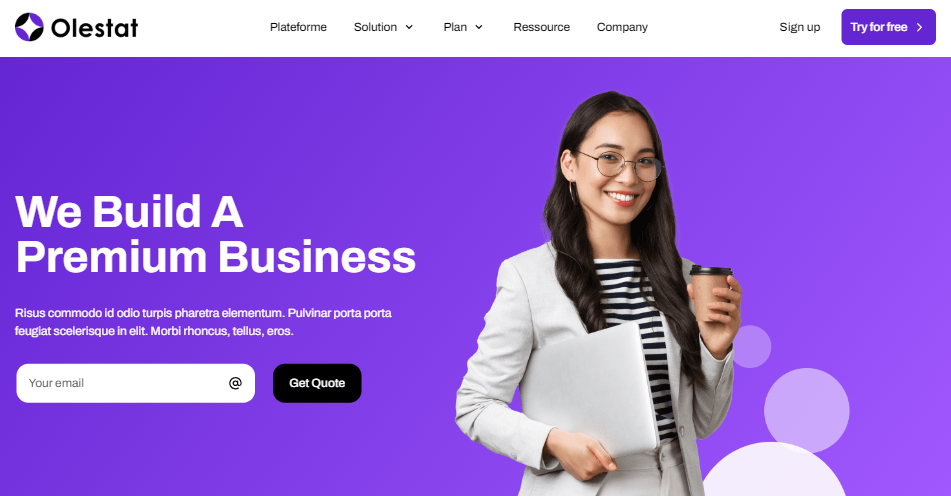 Olestat
Plateforme
Solution
Plan
Ressource
Company
Sign up
Try for free
We Build A
Premium Business
Risus commodo id odio turpis pharetra elementum. Pulvinar porta porta
feugiat scelerisque in elit. Morbi rhoncus, tellus, eros.
Your email
@
Get Quote